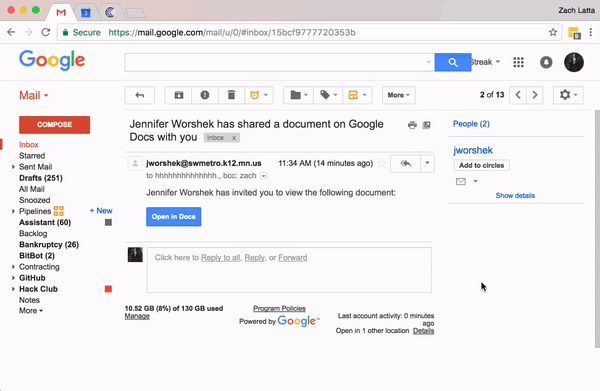 Zach Latta
Secure https://mail.google.com/mail/u/0/#inbox/15bcf9777720353b
Google
Streak
Mail
More
2 of 13
COMPOSE
Inbox
Starred
Sent Mail
Drafts (251)
All Mail
Snoozed
Pipelines + New
Assistant (60)
Backlog
Bankruptcy (26)
BitBot (2)
Contracting
GitHub
Hack Club
Notes
More
Jennifer Worshek has shared a document on Google
Docs with you Inbox x
jworshek@swmetro.k12.mn.us 11:34 AM (14 minutes ago)
to hhhhhhhhhhhhhh., bcc: zach
Jennifer Worshek has invited you to view the following document:
Open in Docs
Click here to Reply to all, Reply, or Forward
10.52 GB (8%) of 130 GB used
Manage
Program Policies
Powered by Google™
Last account activity: 0 minutes
ago
Open in 1 other location Details
People (2)
jworshek
Add to circles
Show details